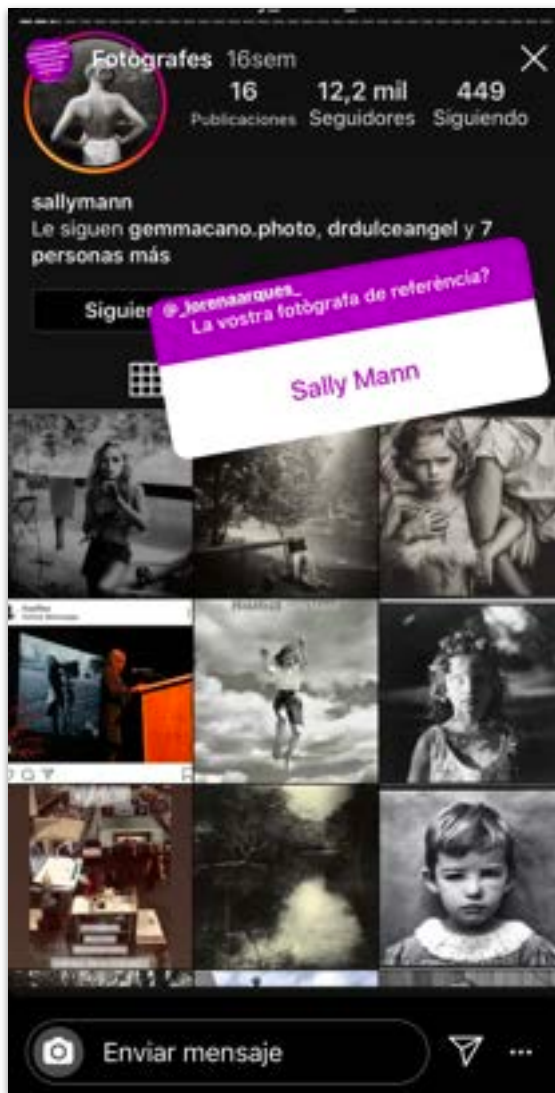 Fotògrafes 16sem
16 12,2 mil 449
Publicaciones Seguidores Siguiendo
sallymann
Le siguen gemmacano.photo, drdulceangel y 7
personas más
@_lorenaarques_
La vostra fotògrafa de referència?
Sally Mann
Enviar mensaje